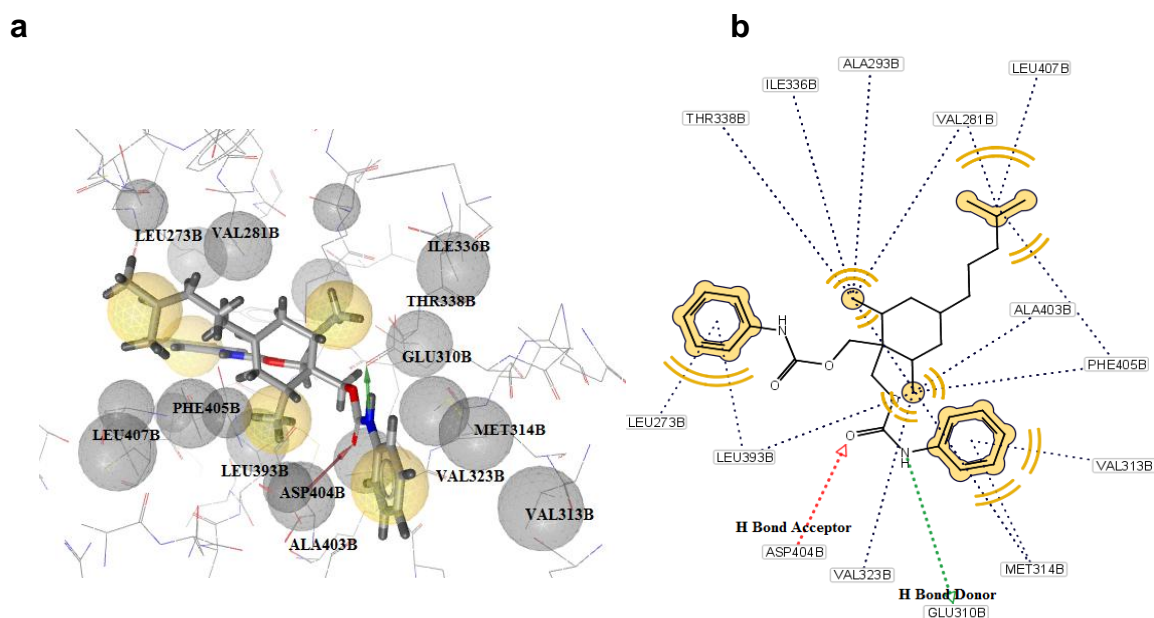 a
LEU273B
VAL281B
ILE336B
THR338B
GLU310B
PHE405B
LEU407B
MET314B
LEU393B
VAL323B
ASP404B
VAL313B
ALA403B
b
ALA293B
LEU407B
ILE336B
THR338B
VAL281B
ALA403B
NH
O
O
PHE405B
LEU273B
O
LEU393B
N
H
VAL313B
H Bond Acceptor
ASP404B
VAL323B
MET314B
H Bond Donor
GLU310B